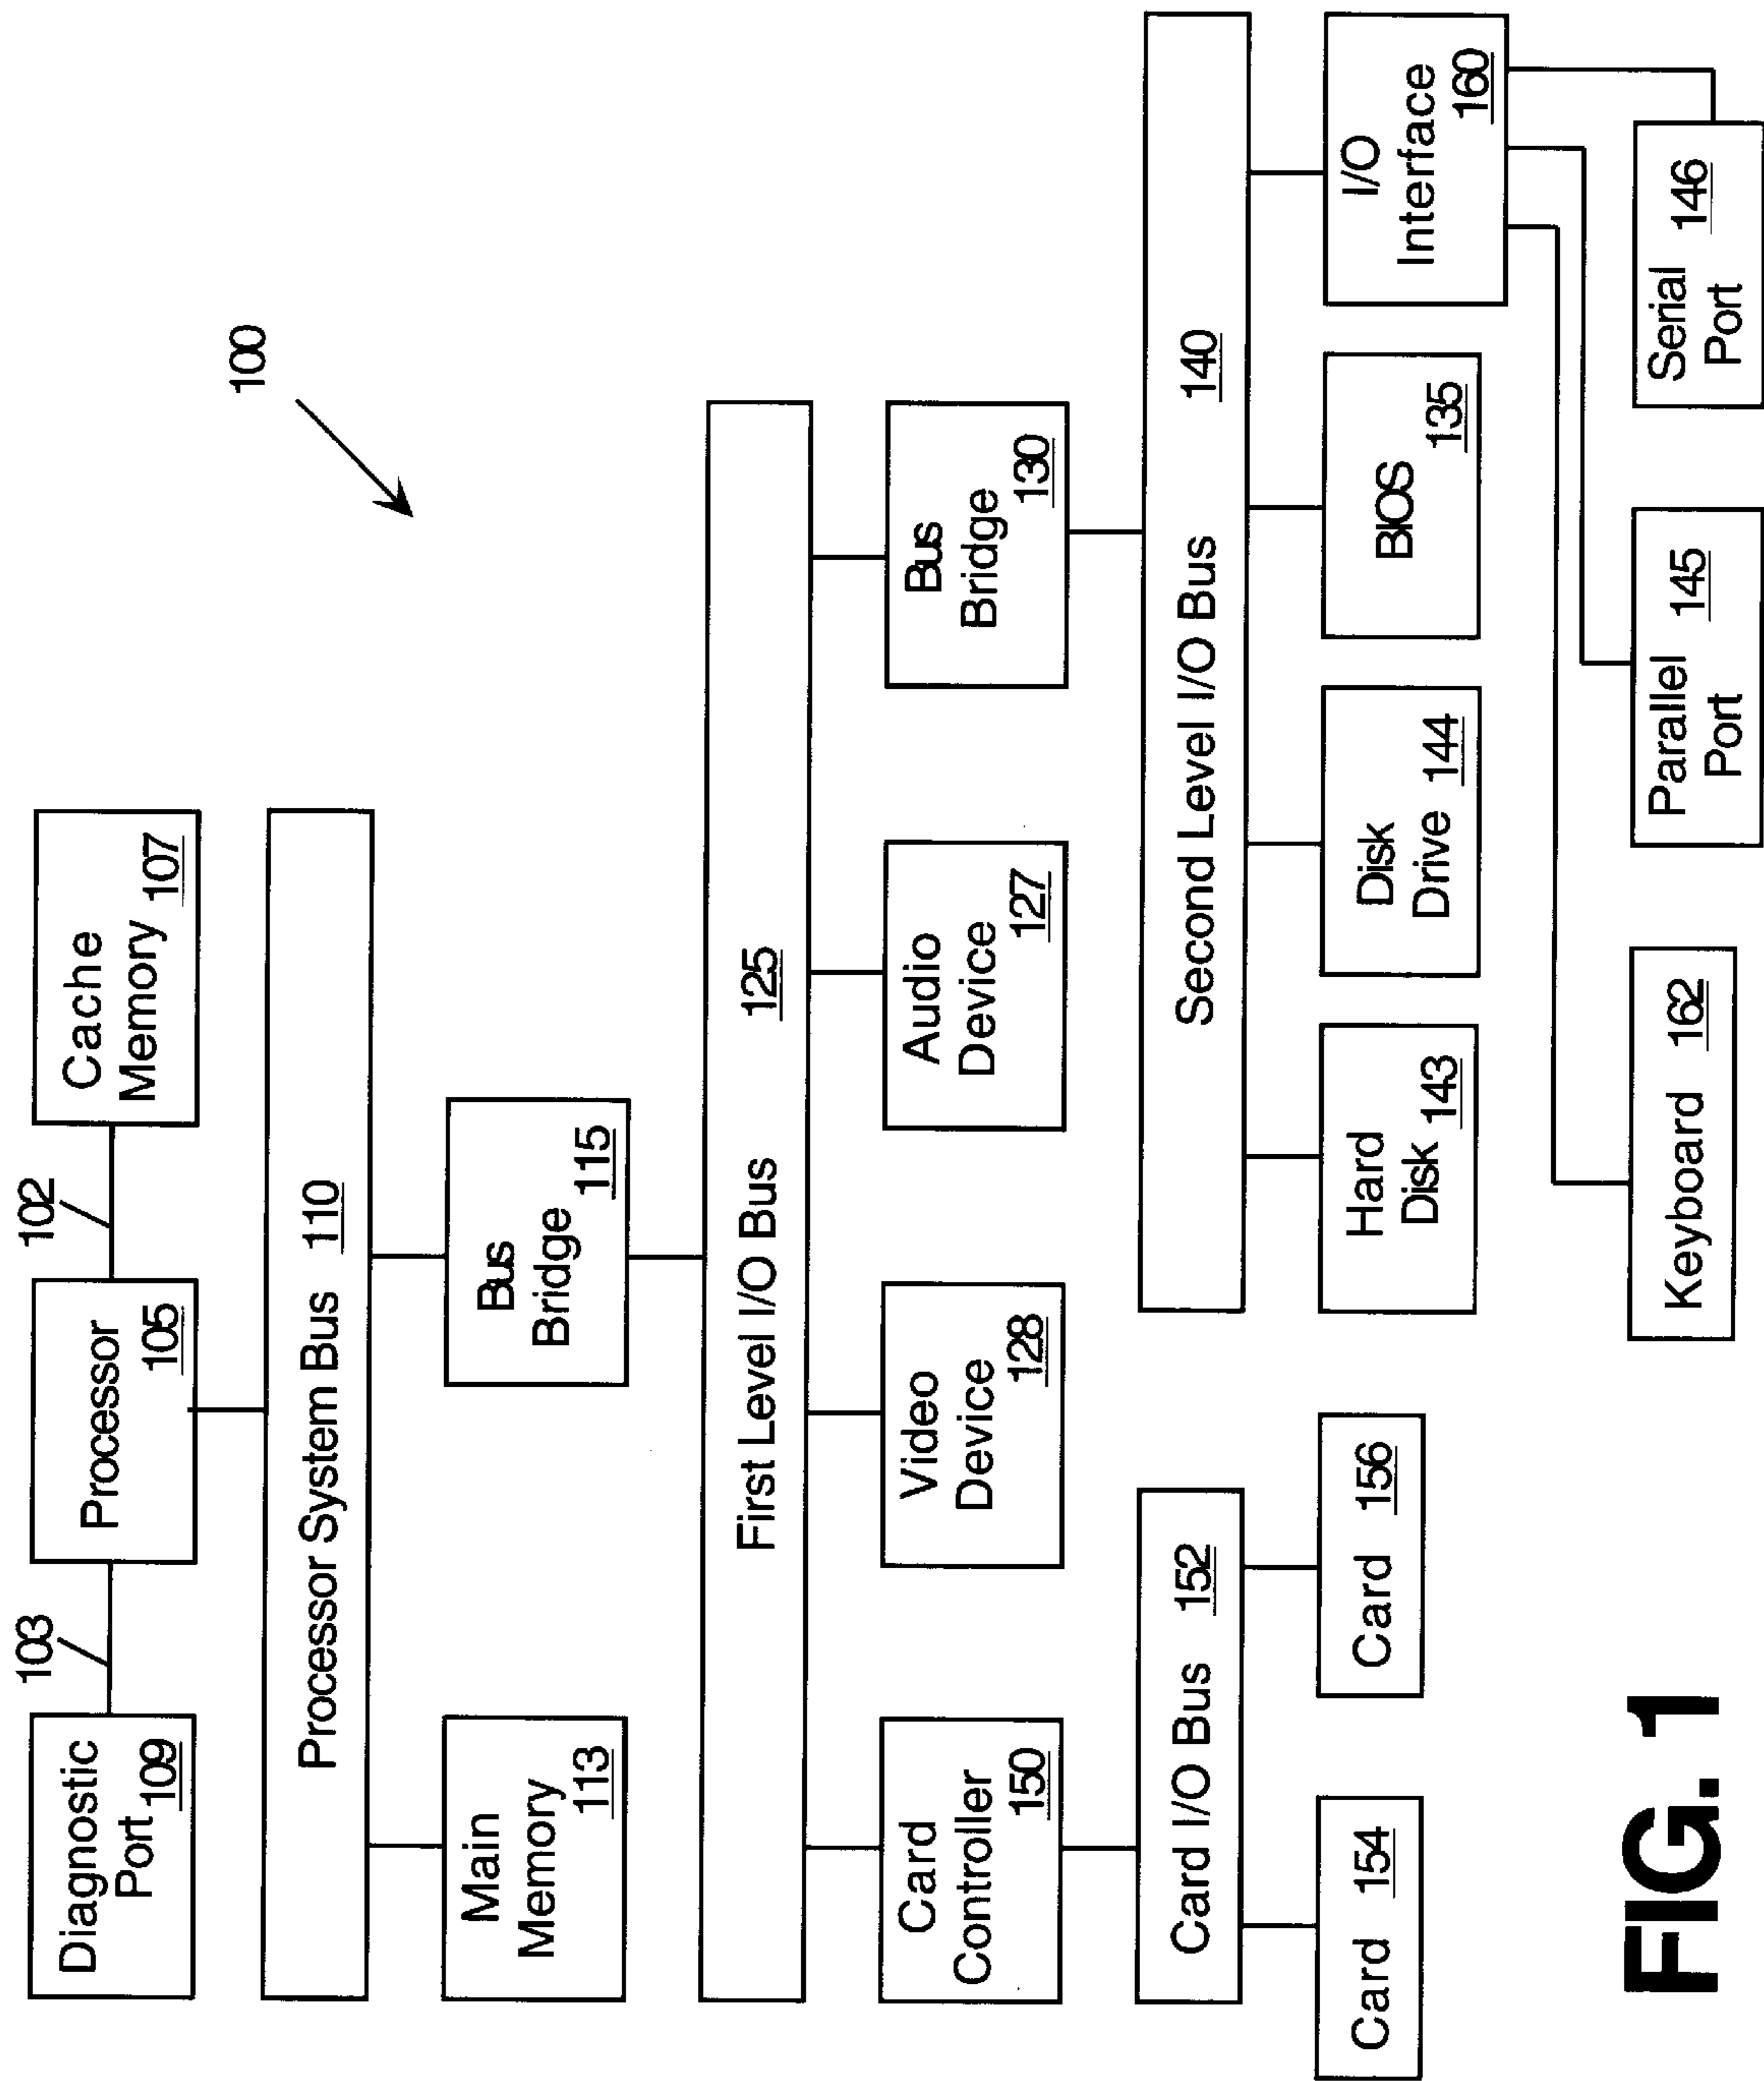 100
103
102
Diagnostic
Port 109
Processor
105
Cache
Memory
107
Processor System Bus 110
Main
Memory
113
Bus
Bridge
115
First Level I/O Bus 125
Card
Controller
150
Video
Device
128
Audio
Device
127
Bus
Bridge
130
Card I/O Bus 152
Second Level I/O Bus 140
Card 154
Card 156
Hard
Disk 143
Disk
Drive 144
BIOS
135
I/O
Interface
160
Keyboard 162
Parallel
Port
145
Serial
Port
146
FIG. 1